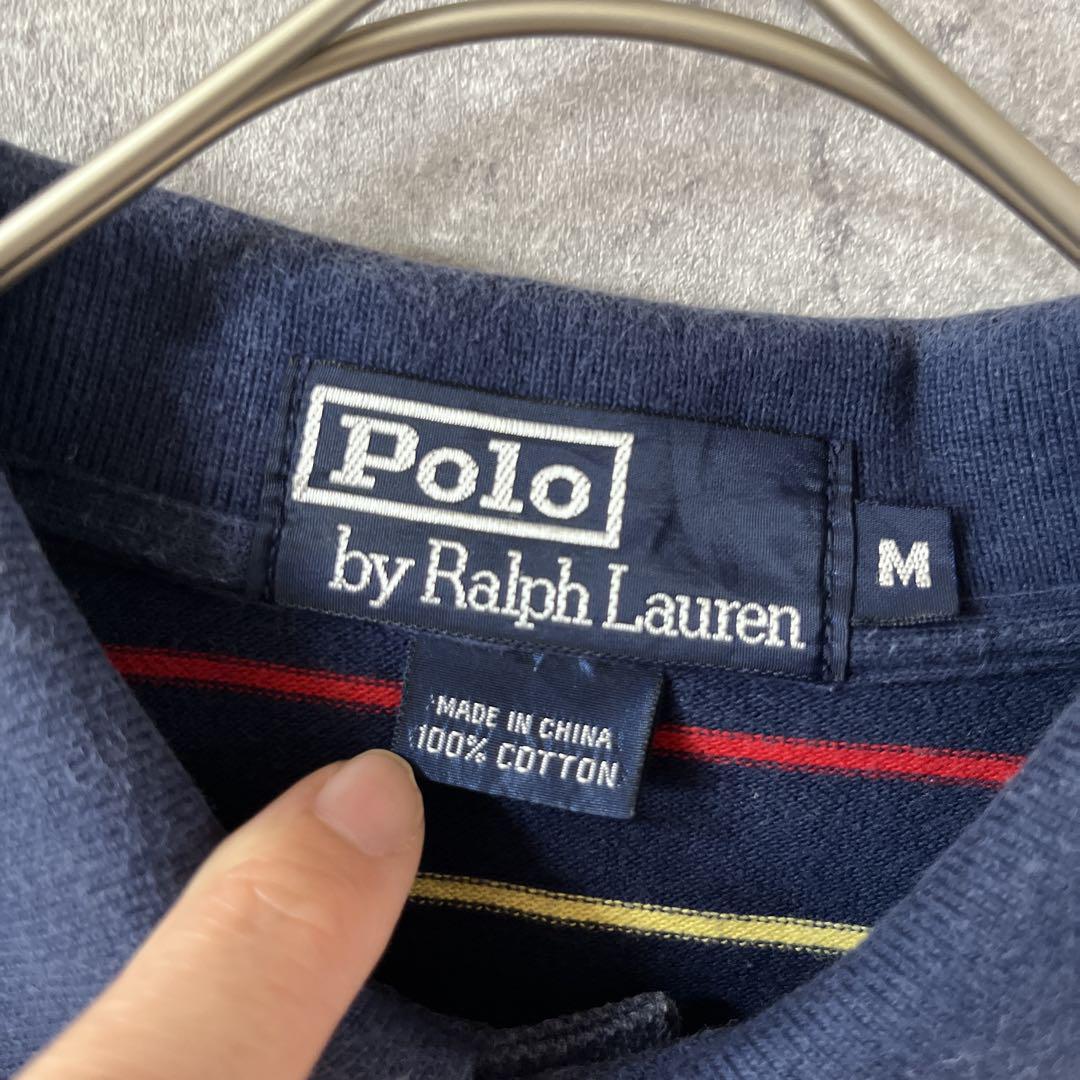 Polo
by Ralph Lauren
M
MADE IN CHINA
100% COTTON